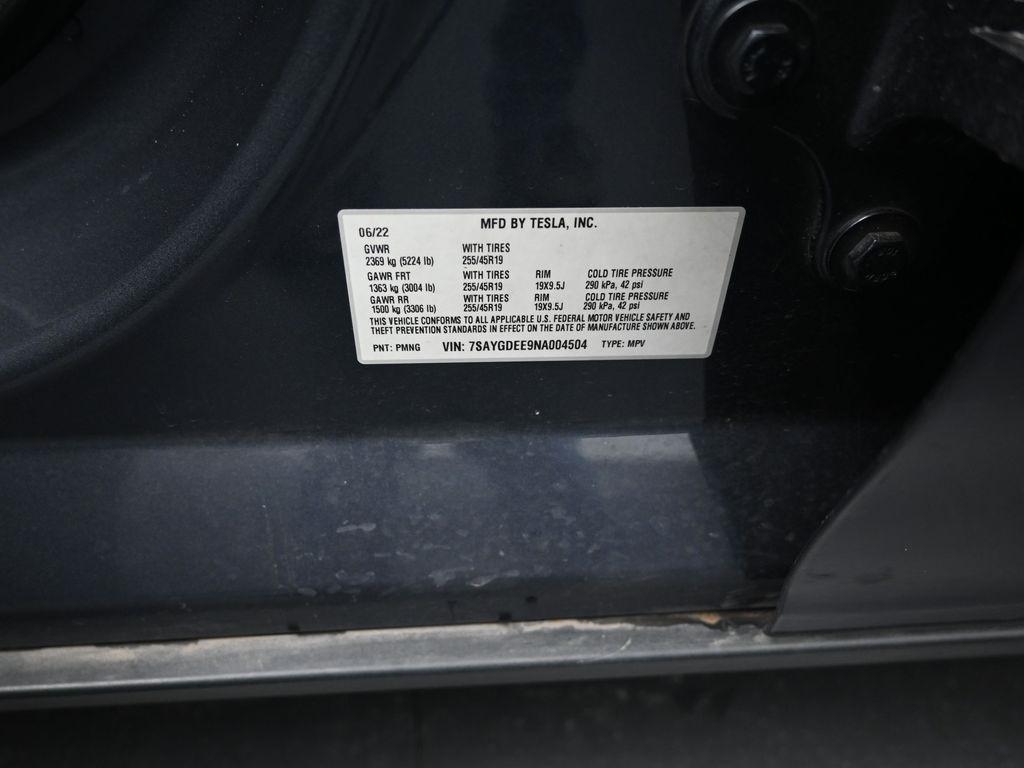 MFD BY TESLA, INC.
06/22
GVWR WITH TIRES
2369 kg (5224 lb) 255/45R19
GAWR FRT WITH TIRES RIM COLD TIRE PRESSURE
1363 kg (3004 lb) 255/45R19 19X9.5J 290 kPa, 42 psi
GAWR RR WITH TIRES RIM COLD TIRE PRESSURE
1500 kg (3306 lb) 255/45R19 19X9.5J 290 kPa, 42 psi
THIS VEHICLE CONFORMS TO ALL APPLICABLE U.S. FEDERAL MOTOR VEHICLE SAFETY AND
THEFT PREVENTION STANDARDS IN EFFECT ON THE DATE OF MANUFACTURE SHOWN ABOVE.
PNT: PMNG VIN: 7SAYGDEE9NA004504 TYPE: MPV